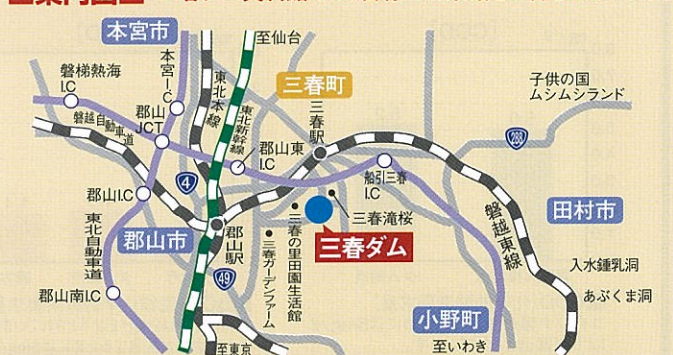 ■案内図■
本宮市
至仙台
磐梯熱海
I.C
本宮I.C
東北本線
東北新幹線
三春町
三春駅
子供の国
ムシムシランド
郡山
JCT
磐越自動車道
郡山東
I.C
288
4
船引三春
I.C
郡山I.C
三春滝桜
磐越東線
田村市
東北自動車道
郡山市
郡山駅
三春の里田園生活館
三春ダム
49
三春ガーデンファーム
入水鍾乳洞
あぶくま洞
郡山南I.C
小野町
至東京
至いわき